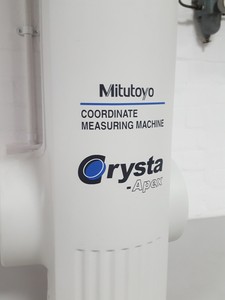 Mitutoyo
COORDINATE
MEASURING MACHINE
Crysta
-Apex